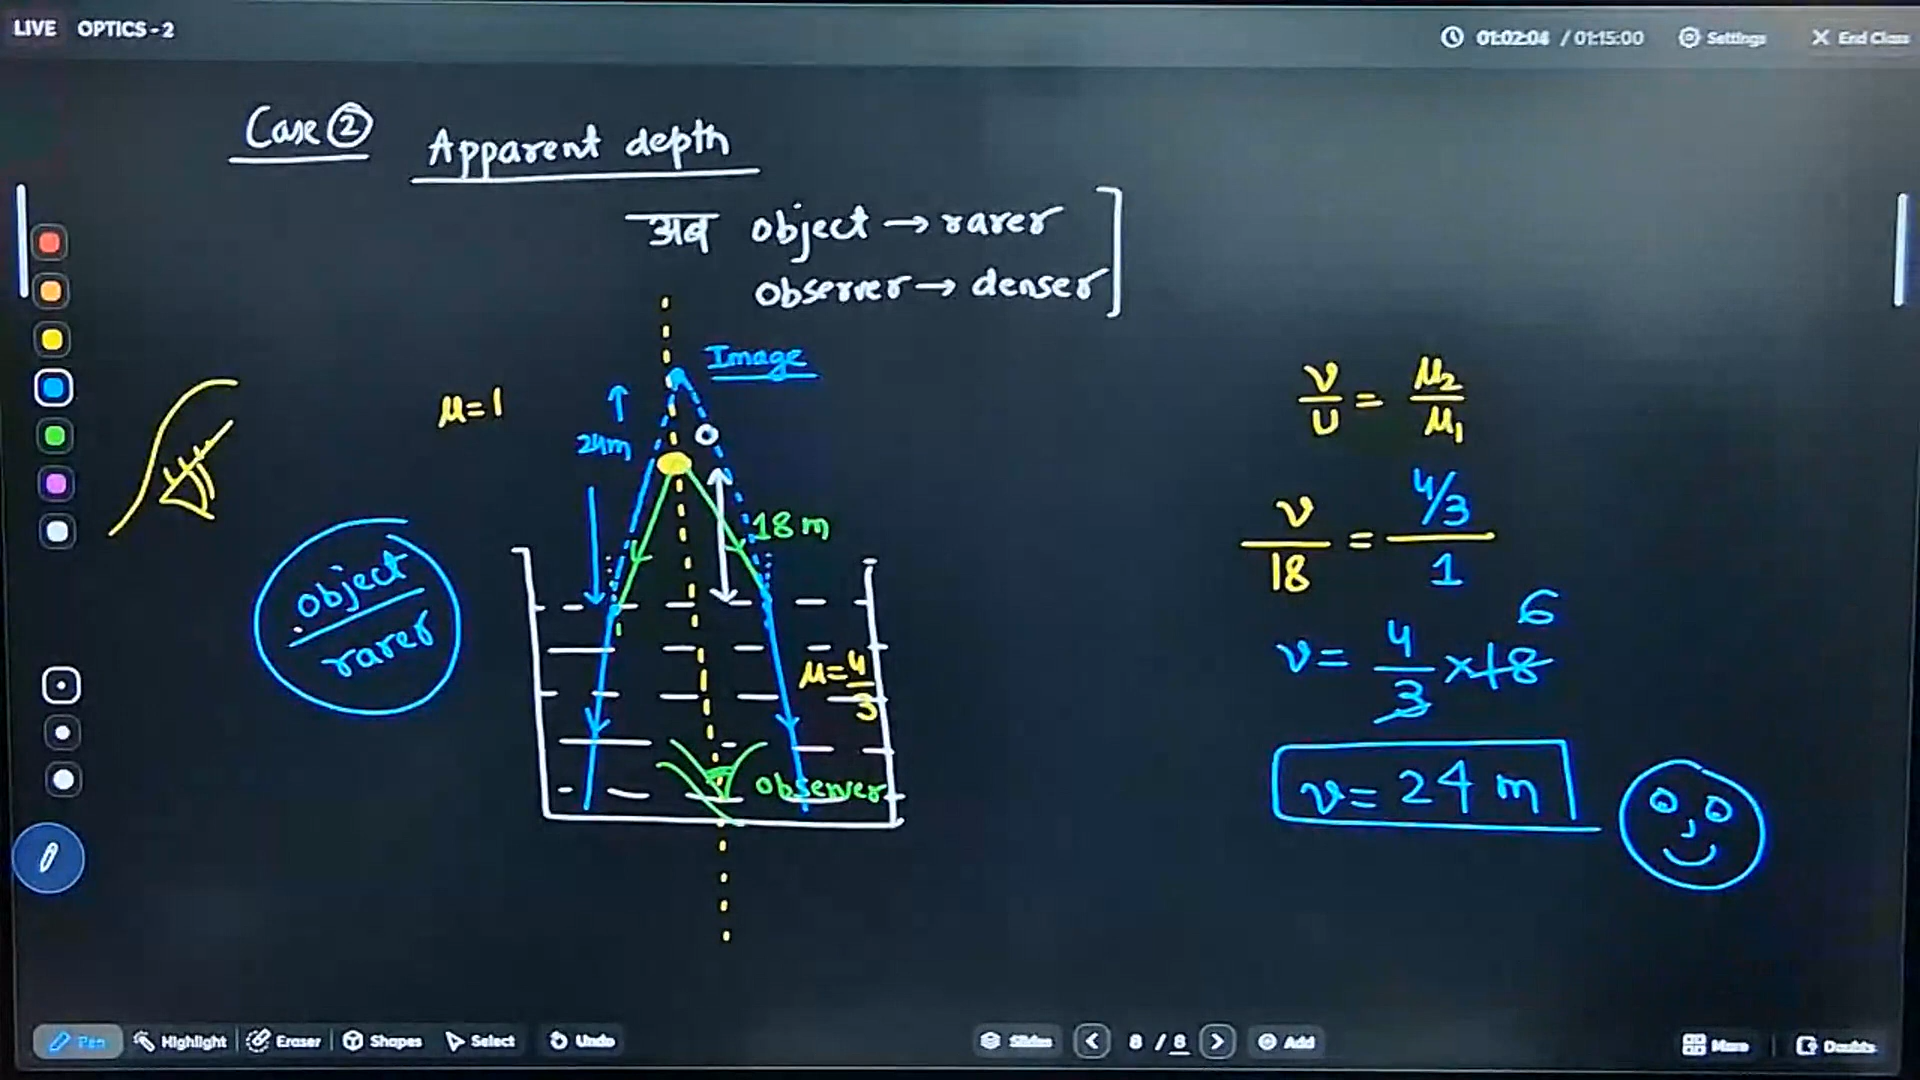 LIVE OPTICS - 2
01:02:04 / 01:15:00 Settings End Class
Case ②
Apparent depth
अब object → rarer
observer → denser
Image
μ=1
24m
18m
object
rarer
μ=4/3
observer
ν/u = μ2/μ1
ν/18 = 4/3/1
6
ν= 4/3 ×18
ν= 24 m
Pen Highlight Eraser Shapes Select Undo Slides 8 / 8 Add More Doubts